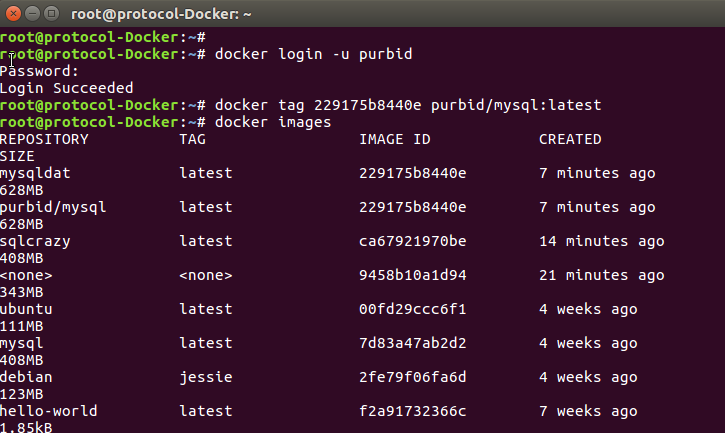 root@protocol-Docker: ~
root@protocol-Docker:~#
root@protocol-Docker:~# docker login -u purbid
Password:
Login Succeeded
root@protocol-Docker:~# docker tag 229175b8440e purbid/mysql:latest
root@protocol-Docker:~# docker images
REPOSITORY TAG IMAGE ID CREATED
SIZE
mysqldat latest 229175b8440e 7 minutes ago
628MB
purbid/mysql latest 229175b8440e 7 minutes ago
628MB
sqlcrazy latest ca67921970be 14 minutes ago
408MB
<none> <none> 9458b10a1d94 21 minutes ago
343MB
ubuntu latest 00fd29ccc6f1 4 weeks ago
111MB
mysql latest 7d83a47ab2d2 4 weeks ago
408MB
debian jessie 2fe79f06fa6d 4 weeks ago
123MB
hello-world latest f2a91732366c 7 weeks ago
1.85kB